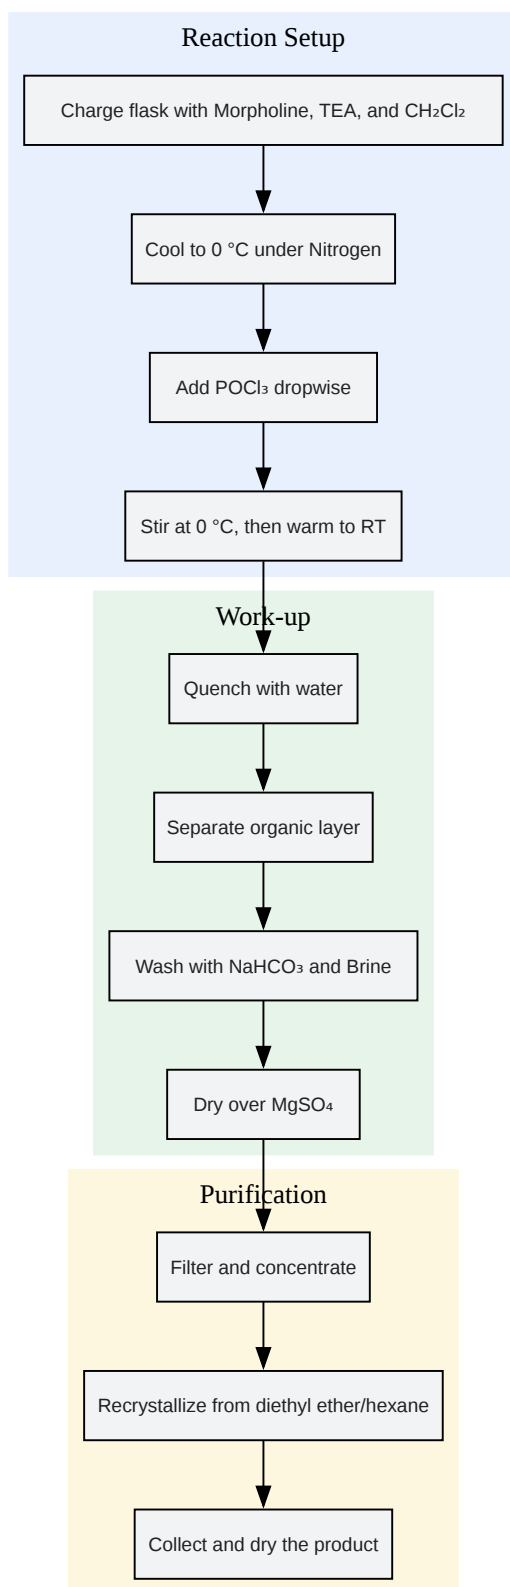 Reaction Setup
Charge flask with Morpholine, TEA, and CH₂Cl₂
Cool to 0 °C under Nitrogen
Add POCl₃ dropwise
Stir at 0 °C, then warm to RT
Work-up
Quench with water
Separate organic layer
Wash with NaHCO₃ and Brine
Dry over MgSO₄
Purification
Filter and concentrate
Recrystallize from diethyl ether/hexane
Collect and dry the product